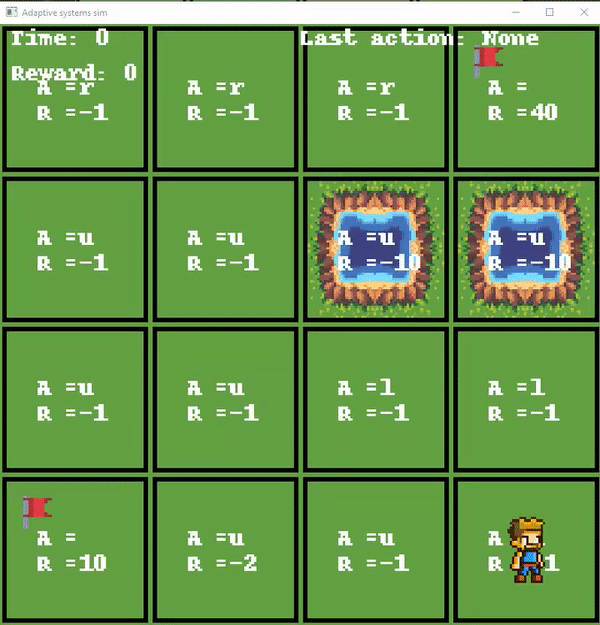 Adaptive systems sim
Time: 0 Last action: None
Reward: 0
A =r A =r A =r A =
R =-1 R =-1 R =-1 R =40
A =u A =u A =u A =u
R =-1 R =-1 R =-10 R =-10
A =u A =u A =l A =l
R =-1 R =-1 R =-1 R =-1
A = A =u A =u A
R =10 R =-2 R =-1 R 1